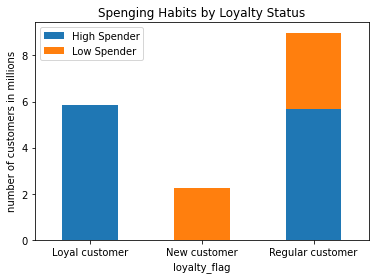 Spenging Habits by Loyalty Status
High Spender
Low Spender
number of customers in millions
8
6
4
2
0
Loyal customer
New customer
Regular customer
loyalty_flag